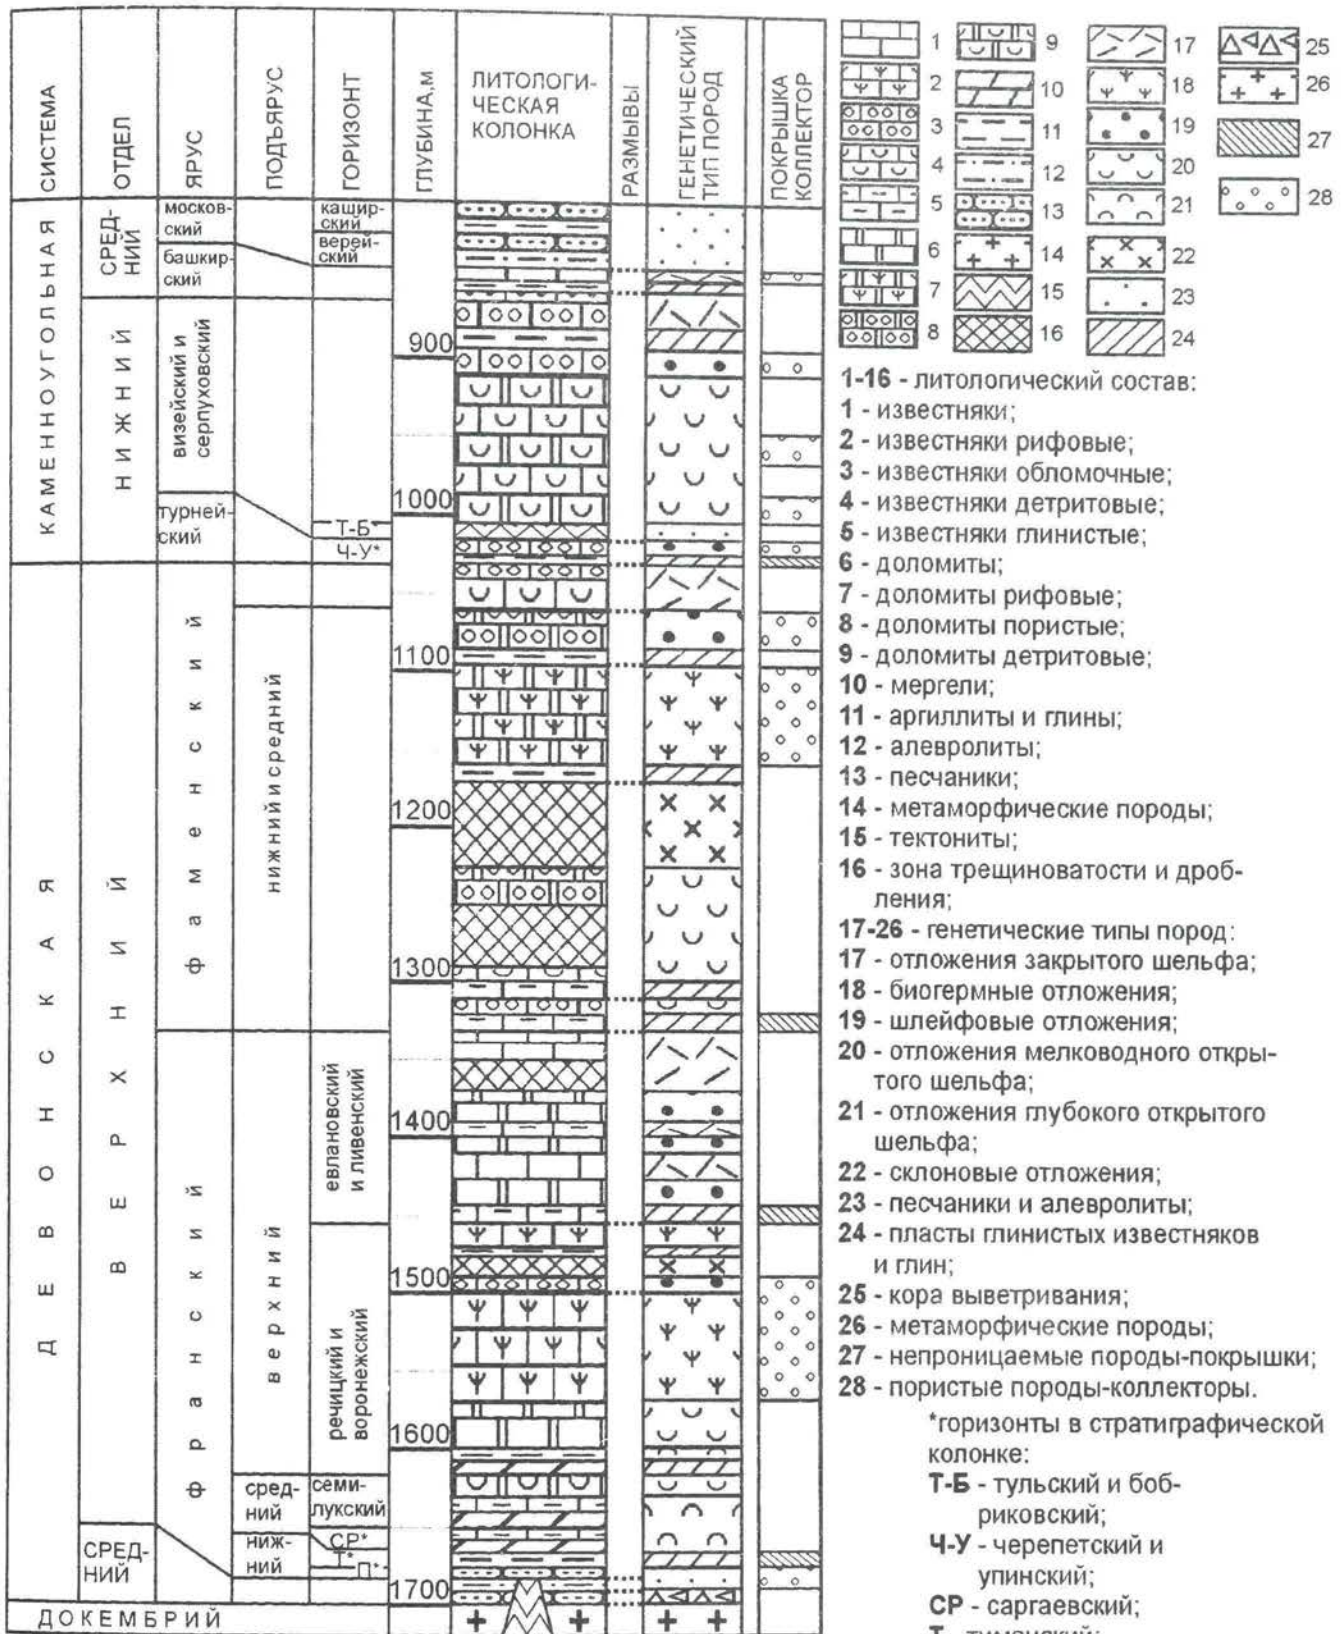 СИСТЕМА
ОТДЕЛ
ЯРУС
ПОДЪЯРУС
ГОРИЗОНТ
ГЛУБИНА,м
ЛИТОЛОГИ-
ЧЕСКАЯ
КОЛОНКА
РАЗМЫВЫ
ГЕНЕТИЧЕСКИЙ
ТИП ПОРОД
ПОКРЫШКА
КОЛЛЕКТОР
КАМЕННОУГОЛЬНАЯ
СРЕД-
НИЙ
москов-
ский
башкир-
ский
кашир-
ский
верей-
ский
НИЖНИЙ
визейский и
серпуховский
турней-
ский
Т-Б*
Ч-У*
ДЕВОНСКАЯ
ВЕРХНИЙ
фаменский
нижнийисредний
франский
верхний
евлановский
и ливенский
речицкий и
воронежский
сред-
ний
семи-
лукский
СРЕД-
НИЙ
ниж-
ний
СР*
Т*
П*
ДОКЕМБРИЙ
900
1000
1100
1200
1300
1400
1500
1600
1700
1
2
3
4
5
6
7
8
9
10
11
12
13
14
15
16
17
18
19
20
21
22
23
24
25
26
27
28
1-16 - литологический состав:
1 - известняки;
2 - известняки рифовые;
3 - известняки обломочные;
4 - известняки детритовые;
5 - известняки глинистые;
6 - доломиты;
7 - доломиты рифовые;
8 - доломиты пористые;
9 - доломиты детритовые;
10 - мергели;
11 - аргиллиты и глины;
12 - алевролиты;
13 - песчаники;
14 - метаморфические породы;
15 - тектониты;
16 - зона трещиноватости и дроб-
ления;
17-26 - генетические типы пород:
17 - отложения закрытого шельфа;
18 - биогермные отложения;
19 - шлейфовые отложения;
20 - отложения мелководного откры-
того шельфа;
21 - отложения глубокого открытого
шельфа;
22 - склоновые отложения;
23 - песчаники и алевролиты;
24 - пласты глинистых известняков
и глин;
25 - кора выветривания;
26 - метаморфические породы;
27 - непроницаемые породы-покрышки;
28 - пористые породы-коллекторы.
*горизонты в стратиграфической
колонке:
Т-Б - тульский и боб-
риковский;
Ч-У - черепетский и
упинский;
СР - саргаевский;